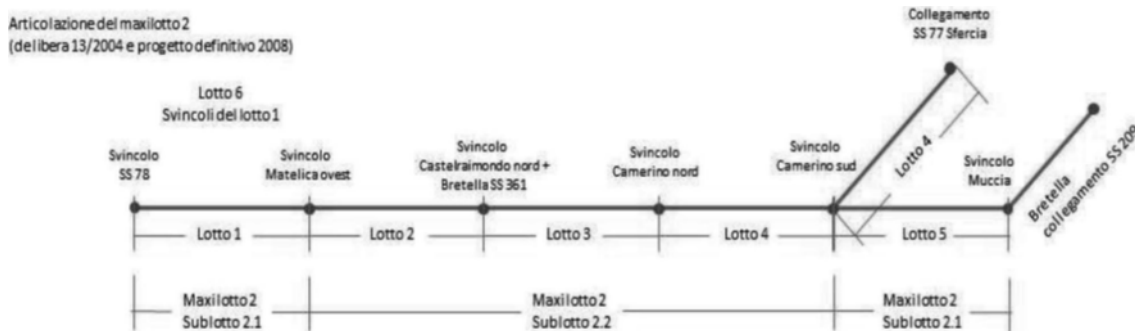 Articolazione del maxilotto 2
(delibera 13/2004 e progetto definitivo 2008)
Collegamento
SS 77 Sfercia
Lotto 6
Svincoli del lotto 1
Svincolo
SS 78
Svincolo
Matelica ovest
Svincolo
Castelraimondo nord +
Bretella SS 361
Svincolo
Camerino nord
Svincolo
Camerino sud
Lotto 4
Svincolo
Muccia
Bretella
collegamento SS 209
Lotto 1
Lotto 2
Lotto 3
Lotto 4
Lotto 5
Maxilotto 2
Sublotto 2.1
Maxilotto 2
Sublotto 2.2
Maxilotto 2
Sublotto 2.1